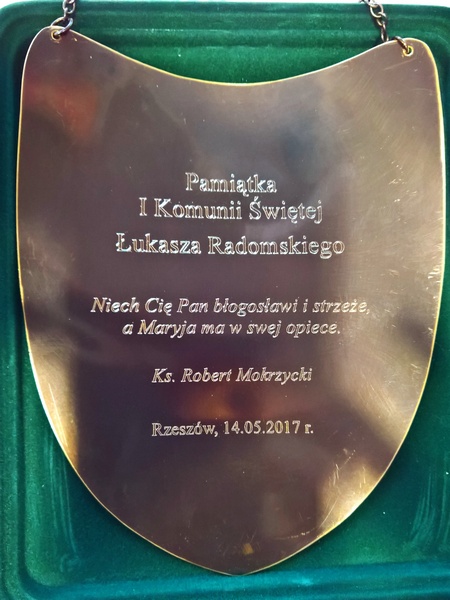 Pamiątka
I Komunii Świętej
Łukasza Radomskiego
Niech Cię Pan błogosławi i strzeże,
a Maryja ma w swej opiece.
Ks. Robert Mokrzycki
Rzeszów, 14.05.2017 r.